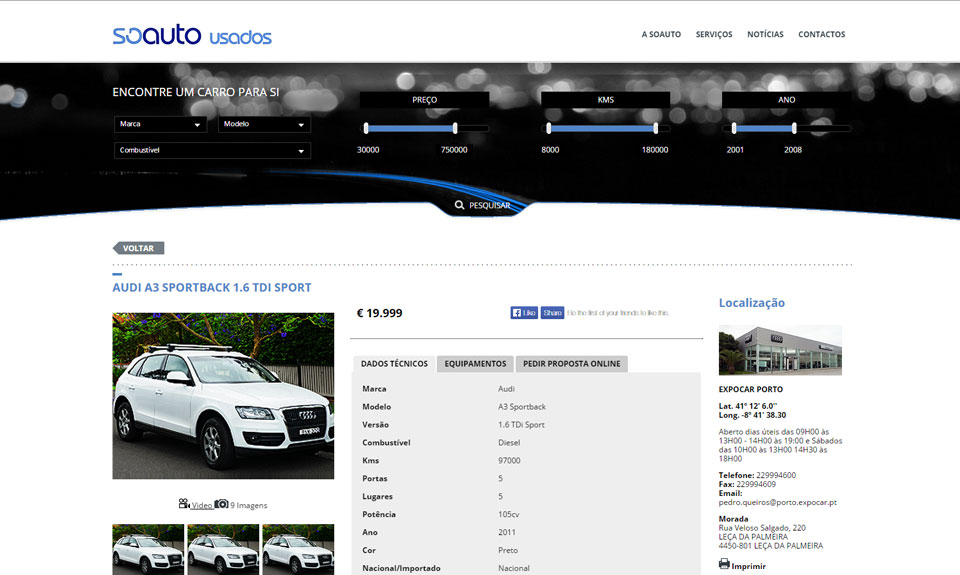 soauto usados
A SOAUTO SERVIÇOS NOTÍCIAS CONTACTOS
ENCONTRE UM CARRO PARA SI
Marca Modelo
Combustível
PREÇO
30000 750000
KMS
8000 180000
ANO
2001 2008
PESQUISAR
VOLTAR
AUDI A3 SPORTBACK 1.6 TDI SPORT
Video 9 Imagens
€ 19.999
Like Share Be the first of your friends to like this.
DADOS TÉCNICOS EQUIPAMENTOS PEDIR PROPOSTA ONLINE
Marca Audi
Modelo A3 Sportback
Versão 1.6 TDi Sport
Combustível Diesel
Kms 97000
Portas 5
Lugares 5
Potência 105cv
Ano 2011
Cor Preto
Nacional/Importado Nacional
Localização
EXPOCAR PORTO
Lat. 41º 12' 6.0''
Long. -8º 41' 38.30
Aberto dias úteis das 09H00 às
13H00 - 14H00 às 19:00 e Sábados
das 10H00 às 13H00 14H30 às
18H00
Telefone: 229994600
Fax: 229994609
Email:
pedro.queiros@porto.expocar.pt
Morada
Rua Veloso Salgado, 220
LEÇA DA PALMEIRA
4450-801 LEÇA DA PALMEIRA
Imprimir